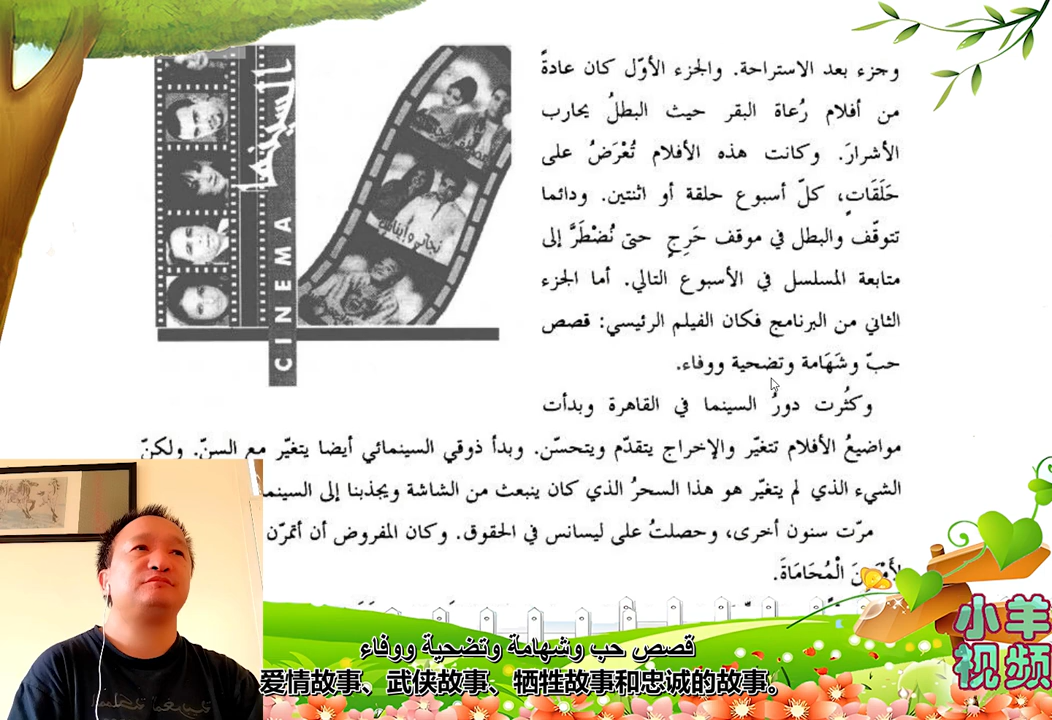 وجزء بعد الاستراحة. والجزء الأوّل كان عادةً
من أفلام رُعاة البقر حيث البطلُ يحارب
الأشرارَ. وكانت هذه الأفلام تُعْرَضُ على
حَلَقَاتٍ، كلّ أسبوع حلقة أو اثنتين. ودائما
تتوقّف والبطل في موقف حَرِجٍ حتى نُضْطَرَّ إلى
متابعة المسلسل في الأسبوع التالي. أما الجزء
الثاني من البرنامج فكان الفيلم الرئيسي: قصص
حبّ وشَهَامة وتضحية ووفاء.
وكثُرت دورُ السينما في القاهرة وبدأت
مواضيعُ الأفلام تتغيّر والإخراج يتقدّم ويتحسّن. وبدأ ذوقي السينمائي أيضا يتغيّر مع السنّ. ولكنّ
الشيء الذي لم يتغيّر هو هذا السحرُ الذي كان ينبعث من الشاشة ويجذبنا إلى السينما
مرّت سنون أخرى، وحصلتُ على ليسانس في الحقوق. وكان المفروض أن أتمرّن
الْمُحَامَاةَ.
السينما
CINEMA
نجاتي وإيناس
قصص حب وشهامة وتضحية ووفاء
爱情故事、武侠故事、牺牲故事和忠诚的故事。
小羊
视频